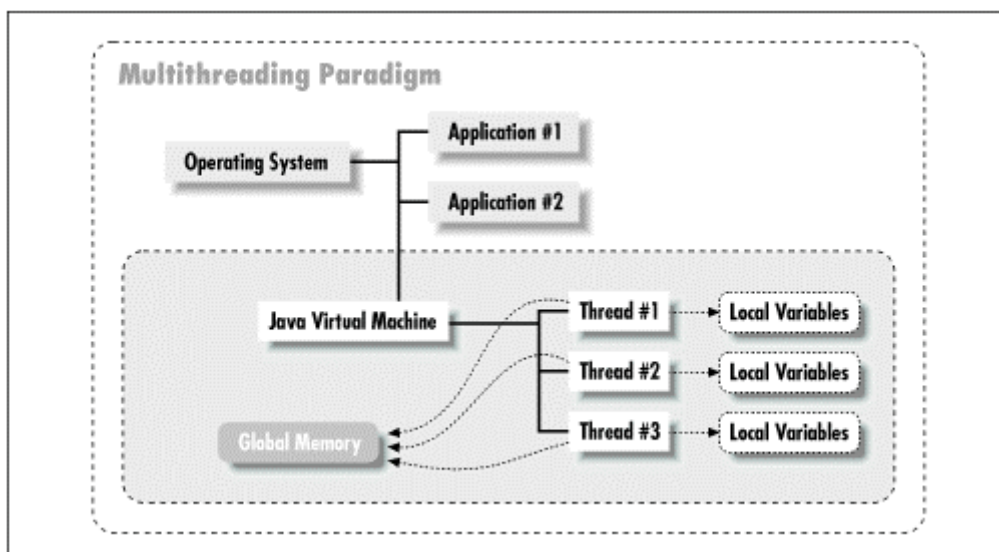 Multithreading Paradigm
Application #1
Operating System
Application #2
Java Virtual Machine
Thread #1
Local Variables
Thread #2
Local Variables
Global Memory
Thread #3
Local Variables